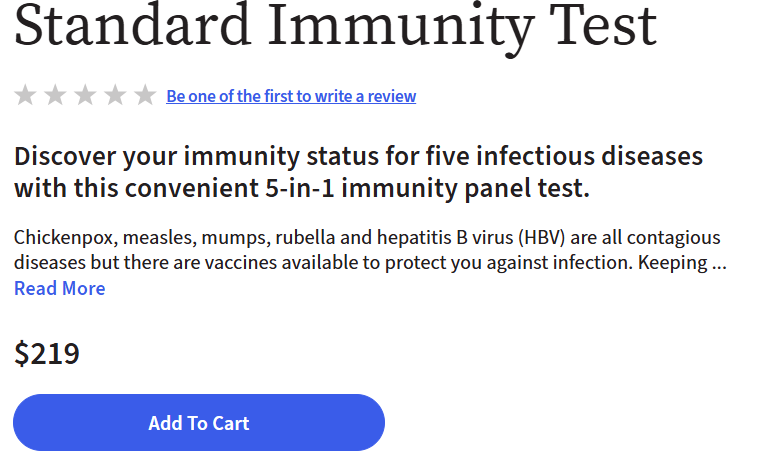 Standard Immunity Test
Be one of the first to write a review
Discover your immunity status for five infectious diseases
with this convenient 5-in-1 immunity panel test.
Chickenpox, measles, mumps, rubella and hepatitis B virus (HBV) are all contagious
diseases but there are vaccines available to protect you against infection. Keeping ...
Read More
$219
Add To Cart